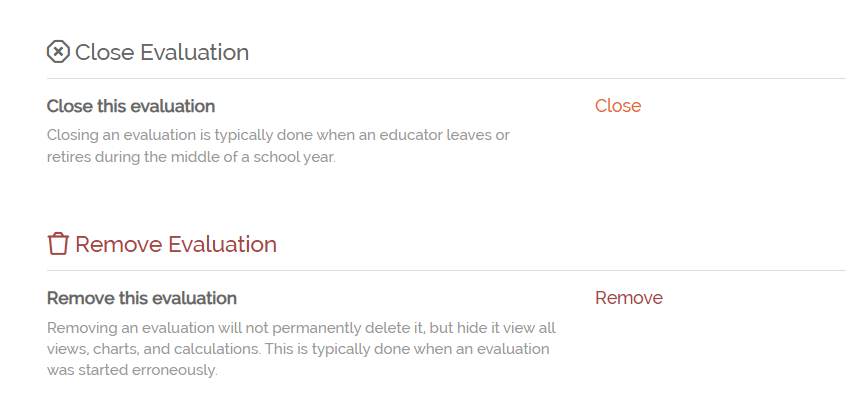 Close Evaluation
Close this evaluation
Close
Closing an evaluation is typically done when an educator leaves or
retires during the middle of a school year.
Remove Evaluation
Remove this evaluation
Remove
Removing an evaluation will not permanently delete it, but hide it view all
views, charts, and calculations. This is typically done when an evaluation
was started erroneously.